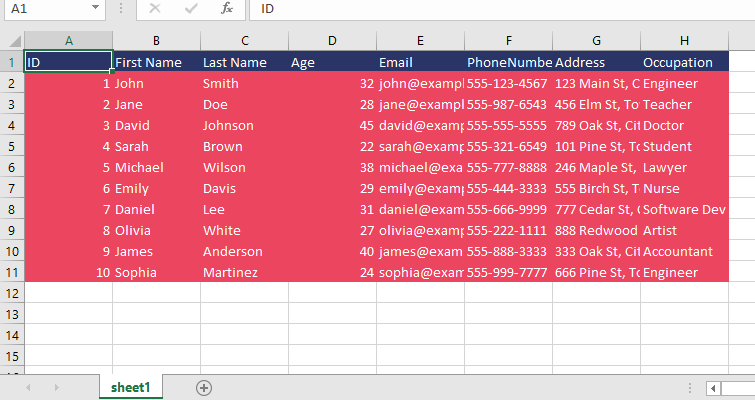 A1 fx ID
A B C D E F G H
1 ID First Name Last Name Age Email PhoneNumbe Address Occupation
2 1 John Smith 32 john@exampl 555-123-4567 123 Main St, C Engineer
3 2 Jane Doe 28 jane@exampl 555-987-6543 456 Elm St, To Teacher
4 3 David Johnson 45 david@examp 555-555-5555 789 Oak St, Cit Doctor
5 4 Sarah Brown 22 sarah@examp 555-321-6549 101 Pine St, To Student
6 5 Michael Wilson 38 michael@exa 555-777-8888 246 Maple St, Lawyer
7 6 Emily Davis 29 emily@examp 555-444-3333 555 Birch St, T Nurse
8 7 Daniel Lee 31 daniel@exam 555-666-9999 777 Cedar St, Software Dev
9 8 Olivia White 27 olivia@examp 555-222-1111 888 Redwood Artist
10 9 James Anderson 40 james@exam 555-888-3333 333 Oak St, Cit Accountant
11 10 Sophia Martinez 24 sophia@exam 555-999-7777 666 Pine St, To Engineer
12
13
14
15
sheet1